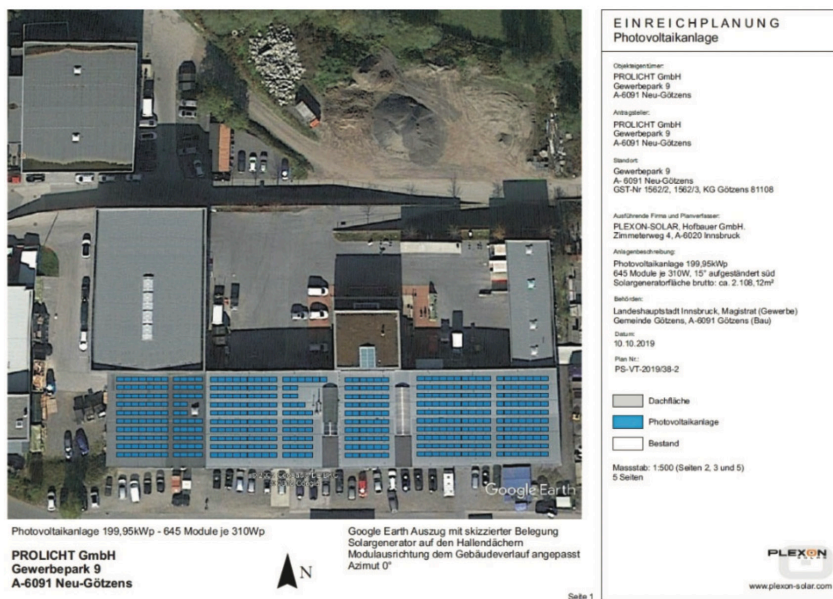 EINREICHPLANUNG
Photovoltaikanlage
Objekteigentümer:
PROLICHT GmbH
Gewerbepark 9
A-6091 Neu-Götzens
Antragsteller:
PROLICHT GmbH
Gewerbepark 9
A-6091 Neu-Götzens
Standort
Gewerbepark 9
A- 6091 Neu-Götzens
GST-Nr 1562/2, 1562/3, KG Götzens 81108
Ausführende Firma und Planverfasser:
PLEXON-SOLAR, Hofbauer GmbH.
Zimmeterweg 4, A-6020 Innsbruck
Anlagenbeschreibung:
Photovoltaikanlage 199,95kWp
645 Module je 310W, 15° aufgeständert süd
Solargeneratorfläche brutto: ca. 2.108,12m²
Behörden:
Landeshauptstadt Innsbruck, Magistrat (Gewerbe)
Gemeinde Götzens, A-6091 Götzens (Bau)
Datum:
10.10.2019
Plan Nr.:
PS-VT-2019/38-2
Dachfläche
Photovoltaikanlage
Bestand
Massstab: 1:500 (Seiten 2, 3 und 5)
5 Seiten
PLEXON
SOLAR
www.plexon-solar.com
Google Earth
Photovoltaikanlage 199,95kWp - 645 Module je 310Wp
PROLICHT GmbH
Gewerbepark 9
A-6091 Neu-Götzens
N
Google Earth Auszug mit skizzierter Belegung
Solargenerator auf den Hallendächern
Modulausrichtung dem Gebäudeverlauf angepasst
Azimut 0°
Seite 1